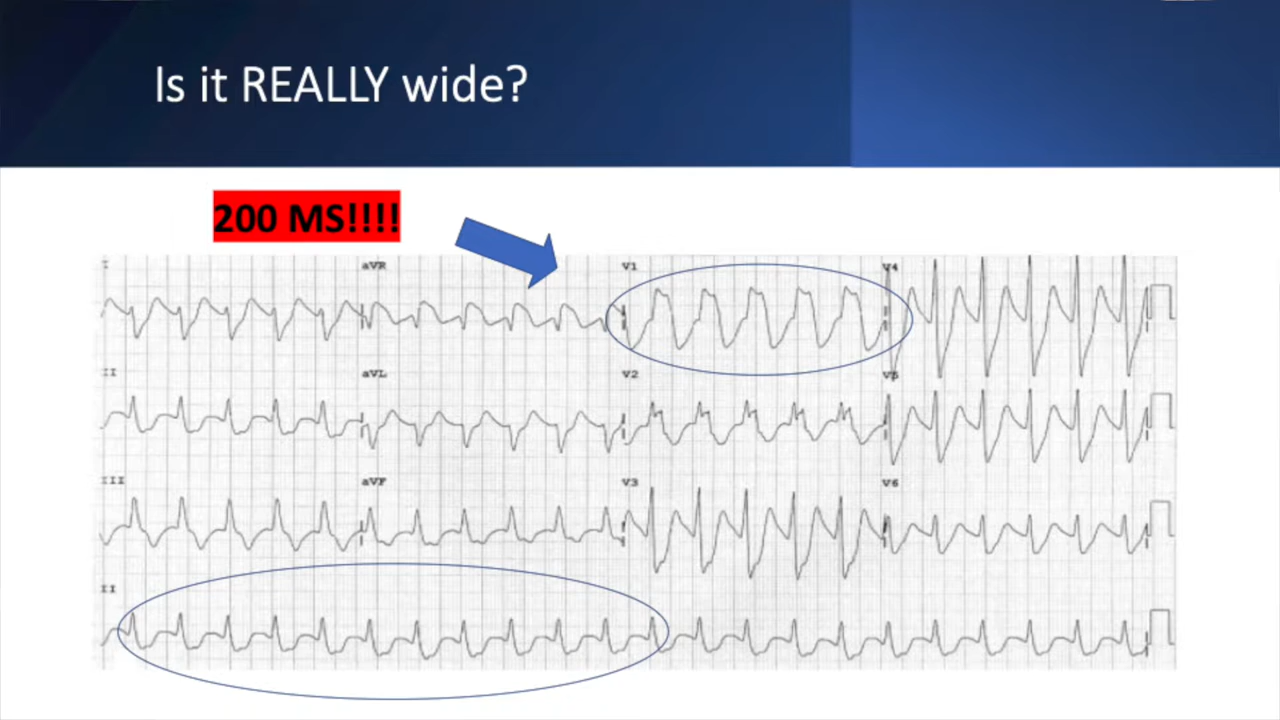 Is it REALLY wide?
200 MS!!!!
I aVR V1 V4
II aVL V2 V5
III aVF V3 V6
II